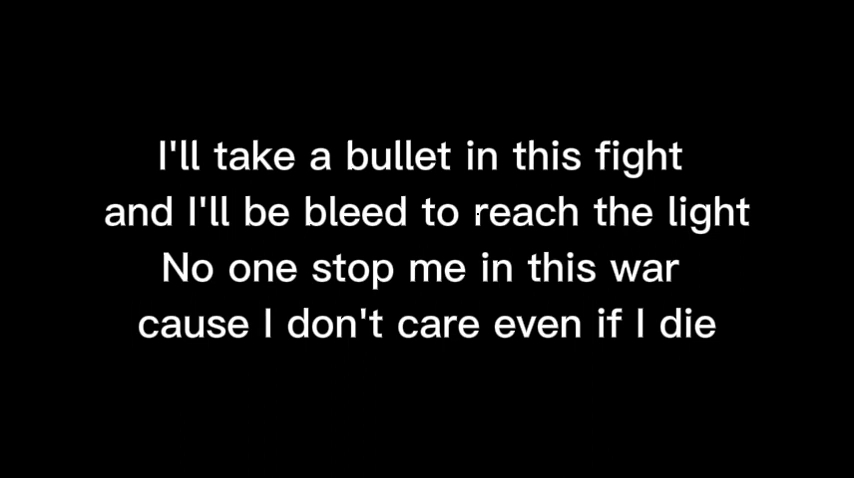 I'll take a bullet in this fight
and I'll be bleed to reach the light
No one stop me in this war
cause I don't care even if I die